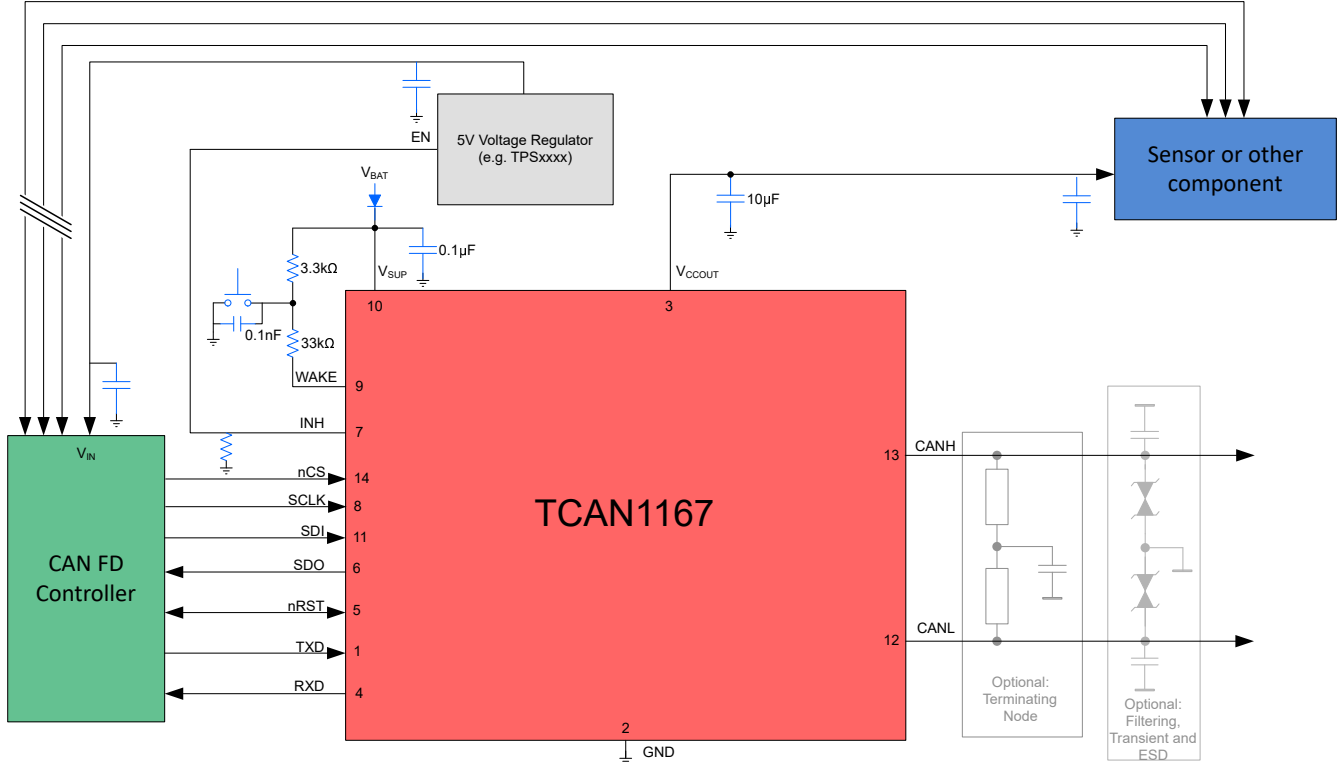 EN
5V Voltage Regulator
(e.g. TPSxxxx)
Sensor or other
component
VBAT
10µF
3.3kΩ
0.1µF
VSUP
VCCOUT
10
3
0.1nF
33kΩ
WAKE
9
INH
7
VIN
nCS
14
SCLK
8
SDI
11
SDO
6
nRST
5
TXD
1
RXD
4
CAN FD
Controller
TCAN1167
13
CANH
12
CANL
2
GND
Optional:
Terminating
Node
Optional:
Filtering,
Transient and
ESD